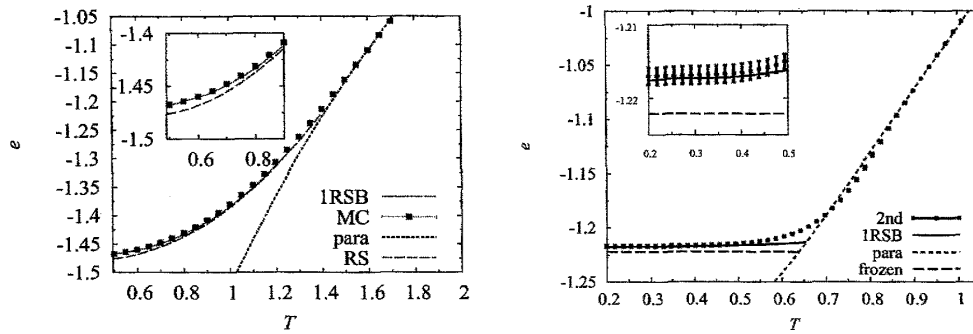 -1.05
-1.1
-1.15
-1.2
-1.25
-1.3
-1.35
-1.4
-1.45
-1.5
e
0.6 0.8 1 1.2 1.4 1.6 1.8 2
T
-1.4
-1.45
-1.5
0.6 0.8
1RSB
MC
para
RS
-1
-1.05
-1.1
-1.15
-1.2
-1.25
e
0.2 0.3 0.4 0.5 0.6 0.7 0.8 0.9 1
T
-1.21
-1.22
0.2 0.3 0.4 0.5
2nd
1RSB
para
frozen